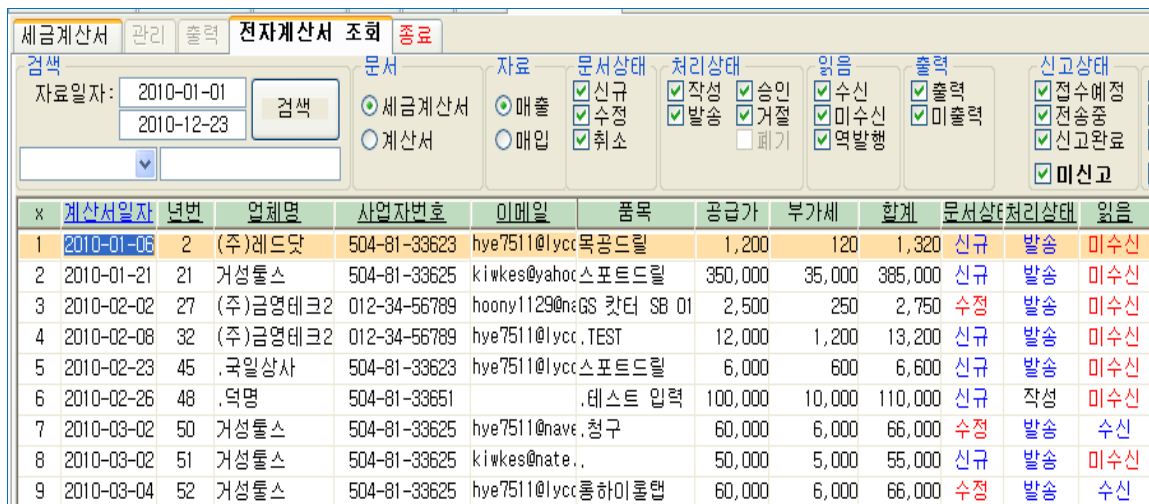 세금계산서 관리 출력 전자계산서 조회 종료
검색 문서 자료 문서상태 처리상태 읽음 출력 신고상태
자료일자: 2010-01-01 검색 세금계산서 매출 신규 작성 승인 수신 출력 접수예정
2010-12-23 계산서 매입 수정 발송 거절 미수신 미출력 전송중
취소 폐기 역발행 신고완료
미신고
x 계산서일자 년번 업체명 사업자번호 이메일 품목 공급가 부가세 합계 문서상태 처리상태 읽음
1 2010-01-06 2 (주)레드닷 504-81-33623 hye7511@lycc 목공드릴 1,200 120 1,320 신규 발송 미수신
2 2010-01-21 21 거성툴스 504-81-33625 kiwkes@yahoo 스포트드릴 350,000 35,000 385,000 신규 발송 미수신
3 2010-02-02 27 (주)금영테크2 012-34-56789 hoony1129@na GS 캇터 SB 01 2,500 250 2,750 수정 발송 미수신
4 2010-02-08 32 (주)금영테크2 012-34-56789 hye7511@lycc .TEST 12,000 1,200 13,200 신규 발송 미수신
5 2010-02-23 45 .국일상사 504-81-33623 hye7511@lycc 스포트드릴 6,000 600 6,600 신규 발송 미수신
6 2010-02-26 48 .덕명 504-81-33651 .테스트 입력 100,000 10,000 110,000 신규 작성 미수신
7 2010-03-02 50 거성툴스 504-81-33625 hye7511@nave .청구 60,000 6,000 66,000 수정 발송 수신
8 2010-03-02 51 거성툴스 504-81-33625 kiwkes@nate. . 50,000 5,000 55,000 신규 발송 미수신
9 2010-03-04 52 거성툴스 504-81-33625 hye7511@lycc 롱하이롤탭 60,000 6,000 66,000 수정 발송 수신